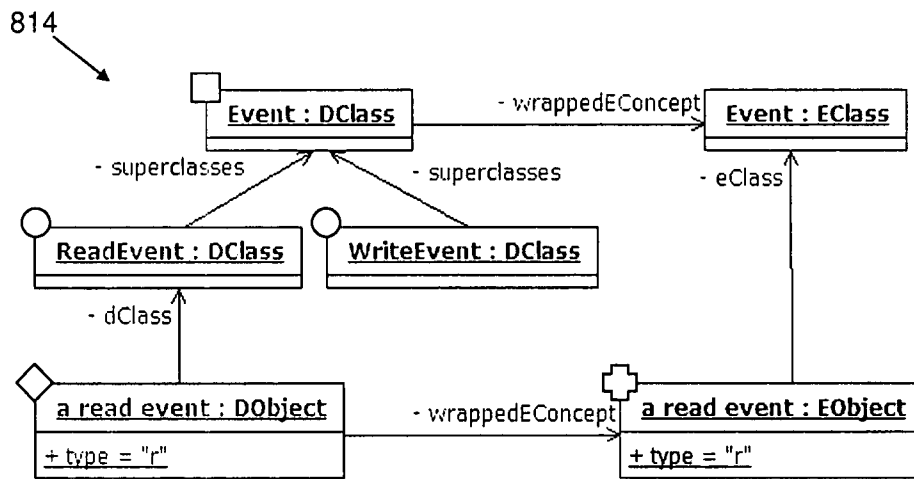 814
Event : DClass
- wrappedEConcept
Event : EClass
- superclasses
- superclasses
- eClass
ReadEvent : DClass
WriteEvent : DClass
- dClass
a read event : DObject
- wrappedEConcept
a read event : EObject
+ type = "r"
+ type = "r"